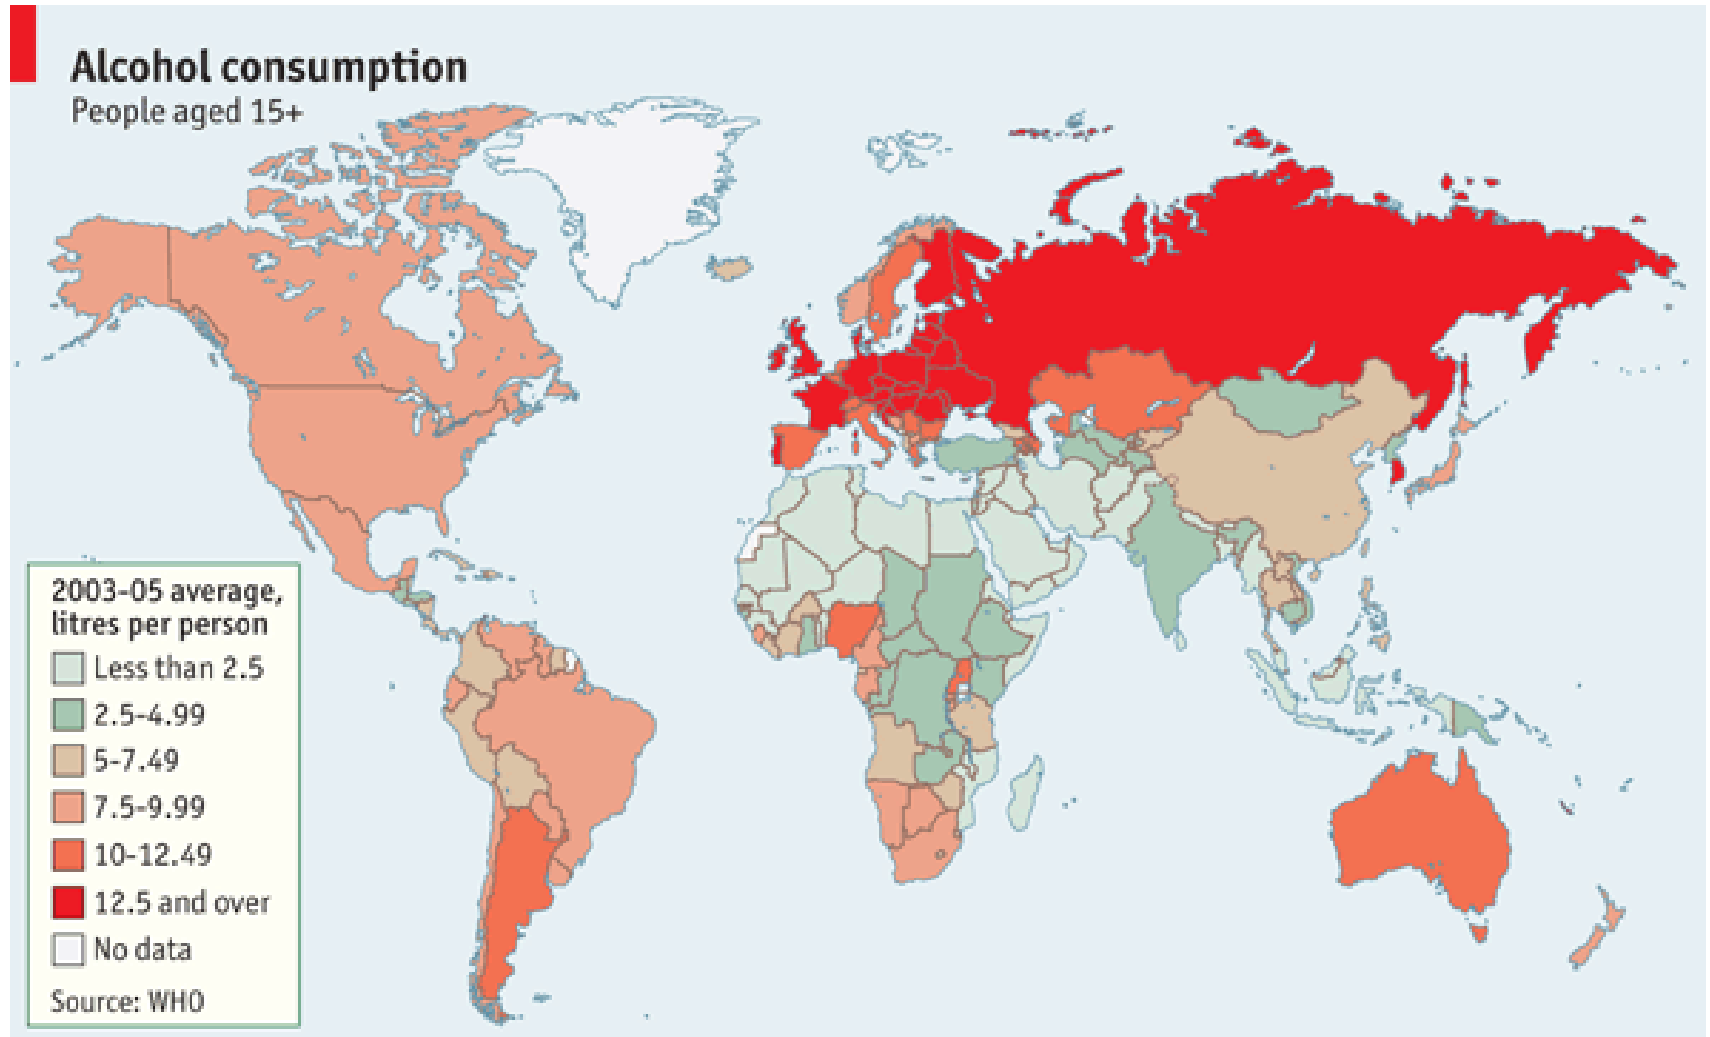 Alcohol consumption
People aged 15+
2003-05 average,
litres per person
Less than 2.5
2.5-4.99
5-7.49
7.5-9.99
10-12.49
12.5 and over
No data
Source: WHO